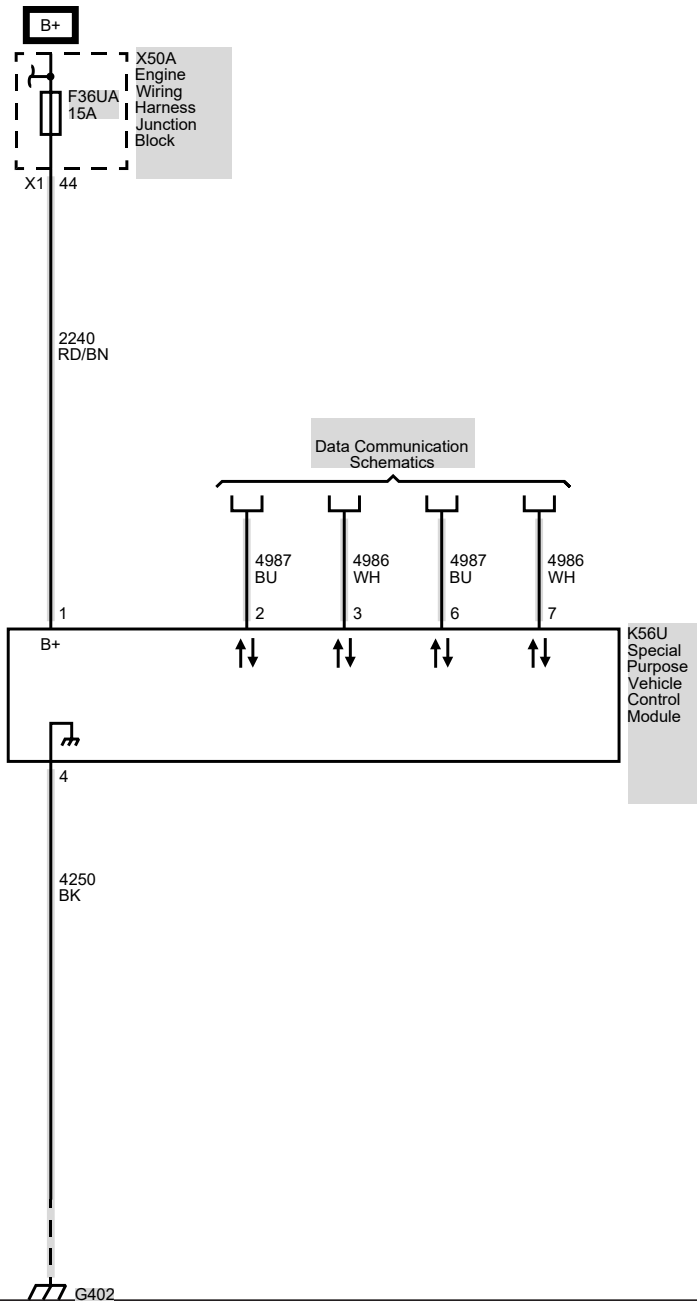 B+
X50A
Engine
Wiring
Harness
Junction
Block
F36UA
15A
X1 44
2240
RD/BN
Data Communication
Schematics
4987
BU
4986
WH
4987
BU
4986
WH
1
2
3
6
7
B+
K56U
Special
Purpose
Vehicle
Control
Module
4
4250
BK
G402